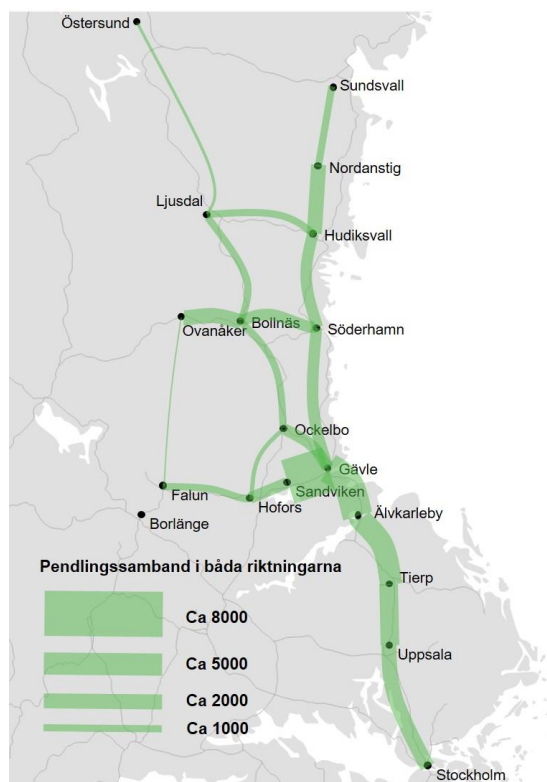 Östersund
Sundsvall
Nordanstig
Ljusdal
Hudiksvall
Ovanåker
Bollnäs
Söderhamn
Ockelbo
Gävle
Sandviken
Falun
Hofors
Älvkarleby
Borlänge
Pendlingssamband i båda riktningarna
Tierp
Ca 8000
Uppsala
Ca 5000
Ca 2000
Ca 1000
Stockholm